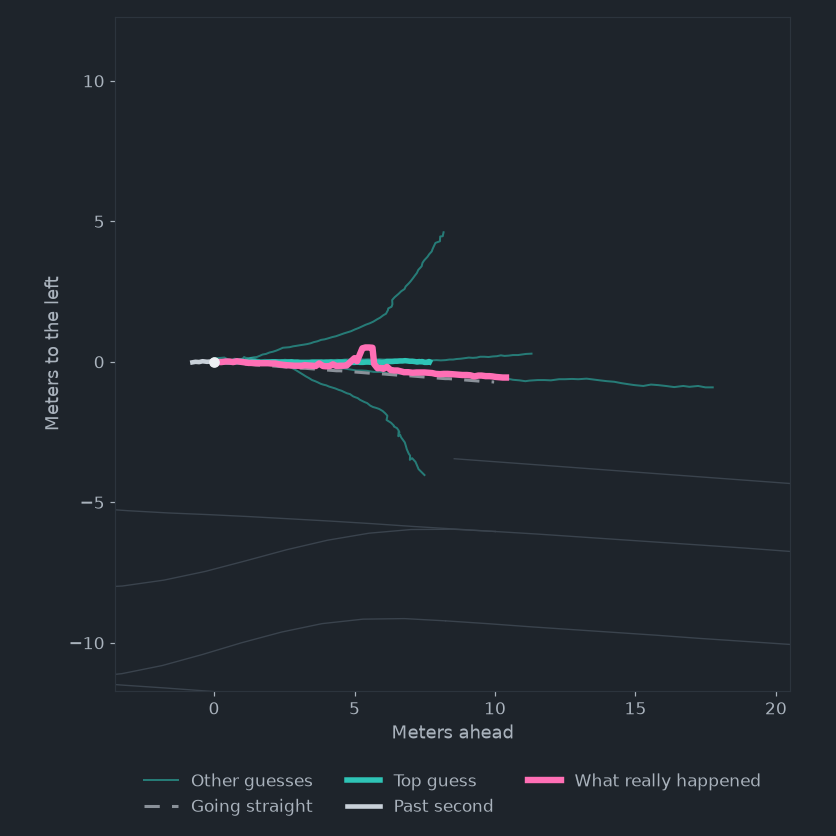 10
5
0
−5
−10
Meters to the left
0 5 10 15 20
Meters ahead
Other guesses Top guess What really happened
Going straight Past second